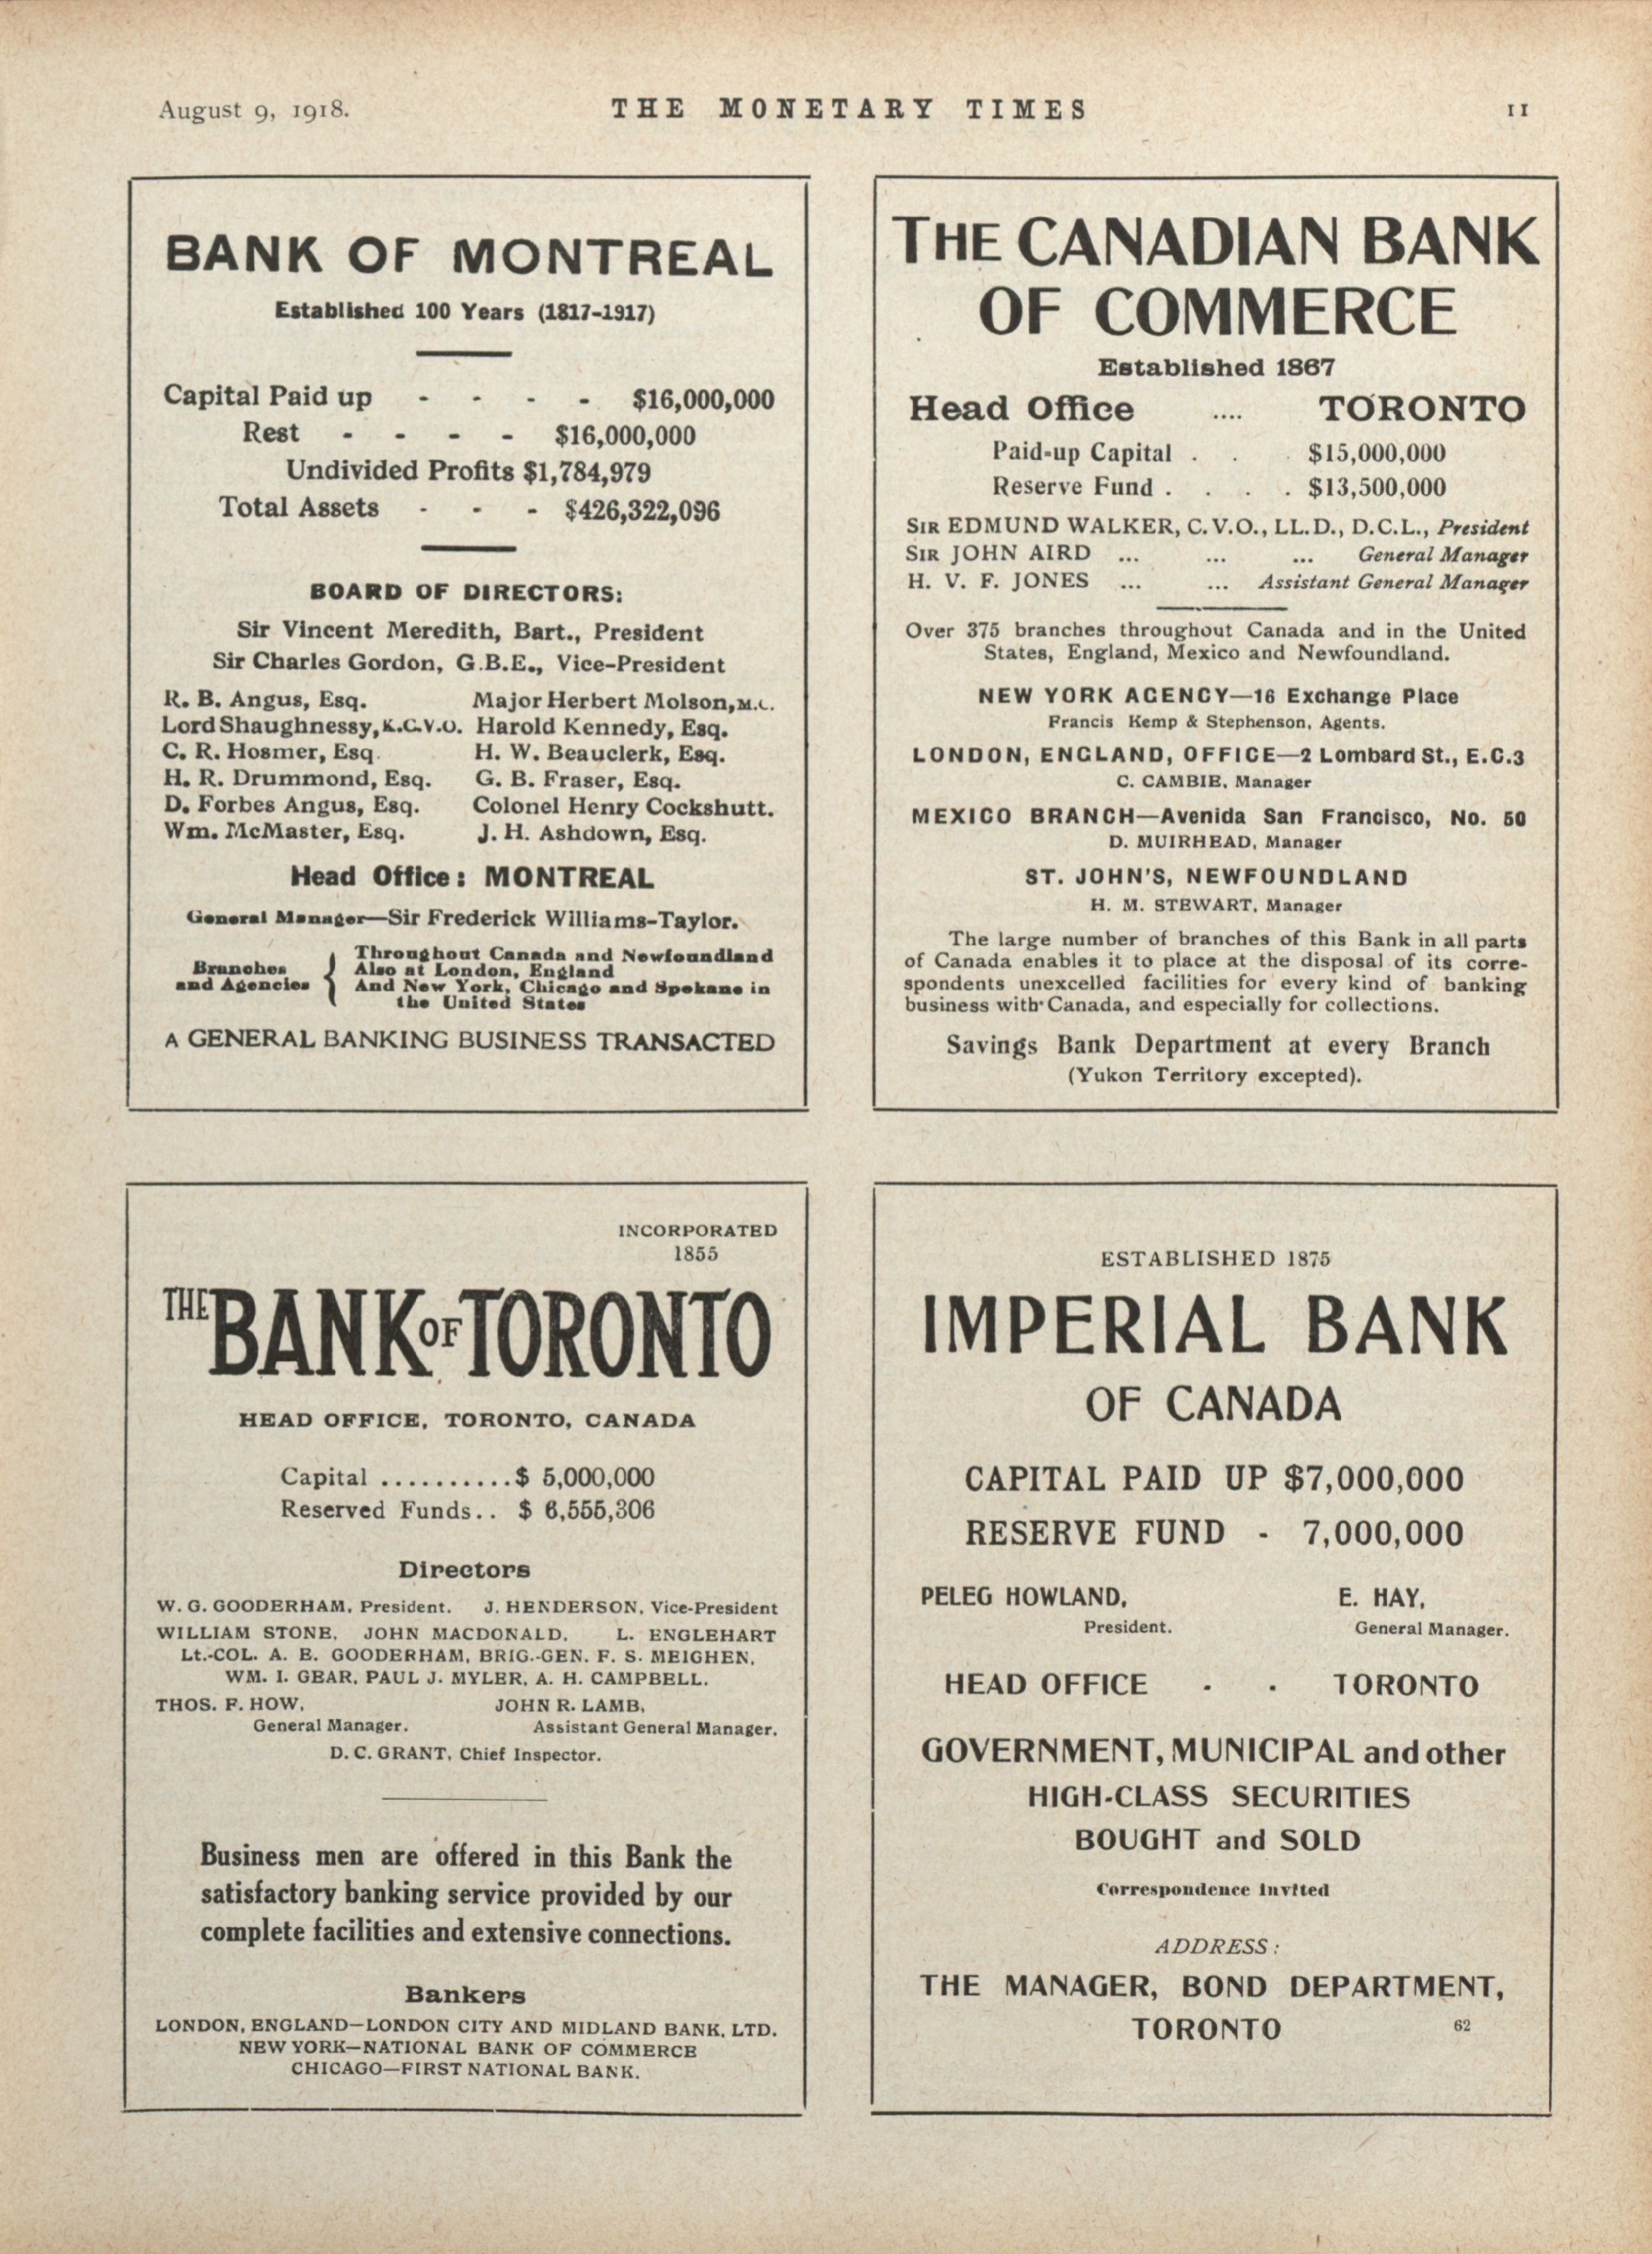 August 9, 1918.
THE MONETARY TIMES
11
BANK OF MONTREAL
Established 100 Years (1817-1917)
Capital Paid up - - - - $16,000,000
Rest - - - - $16,000,000
Undivided Profits $1,784,979
Total Assets - - - $426,322,096
BOARD OF DIRECTORS:
Sir Vincent Meredith, Bart., President
Sir Charles Gordon, G.B.E., Vice-President
R. B. Angus, Esq. Major Herbert Molson, M.C.
Lord Shaughnessy, K.C.V.O. Harold Kennedy, Esq.
C. R. Hosmer, Esq. H. W. Beauclerk, Esq.
H. R. Drummond, Esq. G. B. Fraser, Esq.
D. Forbes Angus, Esq. Colonel Henry Cockshutt.
Wm. McMaster, Esq. J. H. Ashdown, Esq.
Head Office: MONTREAL
General Manager—Sir Frederick Williams-Taylor.
Branches and Agencies
Throughout Canada and Newfoundland
Also at London, England
And New York, Chicago and Spokane in
the United States
A GENERAL BANKING BUSINESS TRANSACTED
THE CANADIAN BANK
OF COMMERCE
Established 1867
Head Office .... TORONTO
Paid-up Capital . . . $15,000,000
Reserve Fund . . . . $13,500,000
SIR EDMUND WALKER, C.V.O., LL.D., D.C.L., President
SIR JOHN AIRD ... ... ... General Manager
H. V. F. JONES ... ... Assistant General Manager
Over 375 branches throughout Canada and in the United
States, England, Mexico and Newfoundland.
NEW YORK AGENCY—16 Exchange Place
Francis Kemp & Stephenson, Agents.
LONDON, ENGLAND, OFFICE—2 Lombard St., E.C.3
C. CAMBIE, Manager
MEXICO BRANCH—Avenida San Francisco, No. 50
D. MUIRHEAD, Manager
ST. JOHN'S, NEWFOUNDLAND
H. M. STEWART, Manager
The large number of branches of this Bank in all parts
of Canada enables it to place at the disposal of its corre-
spondents unexcelled facilities for every kind of banking
business with Canada, and especially for collections.
Savings Bank Department at every Branch
(Yukon Territory excepted).
INCORPORATED
1855
THE BANK OF TORONTO
HEAD OFFICE, TORONTO, CANADA
Capital ..........$ 5,000,000
Reserved Funds.. $ 6,555,306
Directors
W. G. GOODERHAM, President. J. HENDERSON, Vice-President
WILLIAM STONE, JOHN MACDONALD, L. ENGLEHART
Lt.-COL. A. E. GOODERHAM, BRIG.-GEN. F. S. MEIGHEN,
WM. I. GEAR, PAUL J. MYLER, A. H. CAMPBELL.
THOS. F. HOW, JOHN R. LAMB,
General Manager. Assistant General Manager.
D. C. GRANT, Chief Inspector.
Business men are offered in this Bank the
satisfactory banking service provided by our
complete facilities and extensive connections.
Bankers
LONDON, ENGLAND—LONDON CITY AND MIDLAND BANK, LTD.
NEW YORK—NATIONAL BANK OF COMMERCE
CHICAGO—FIRST NATIONAL BANK.
ESTABLISHED 1875
IMPERIAL BANK
OF CANADA
CAPITAL PAID UP $7,000,000
RESERVE FUND - 7,000,000
PELEG HOWLAND, E. HAY,
President. General Manager.
HEAD OFFICE - - TORONTO
GOVERNMENT, MUNICIPAL and other
HIGH-CLASS SECURITIES
BOUGHT and SOLD
Correspondence Invited
ADDRESS:
THE MANAGER, BOND DEPARTMENT,
TORONTO 62